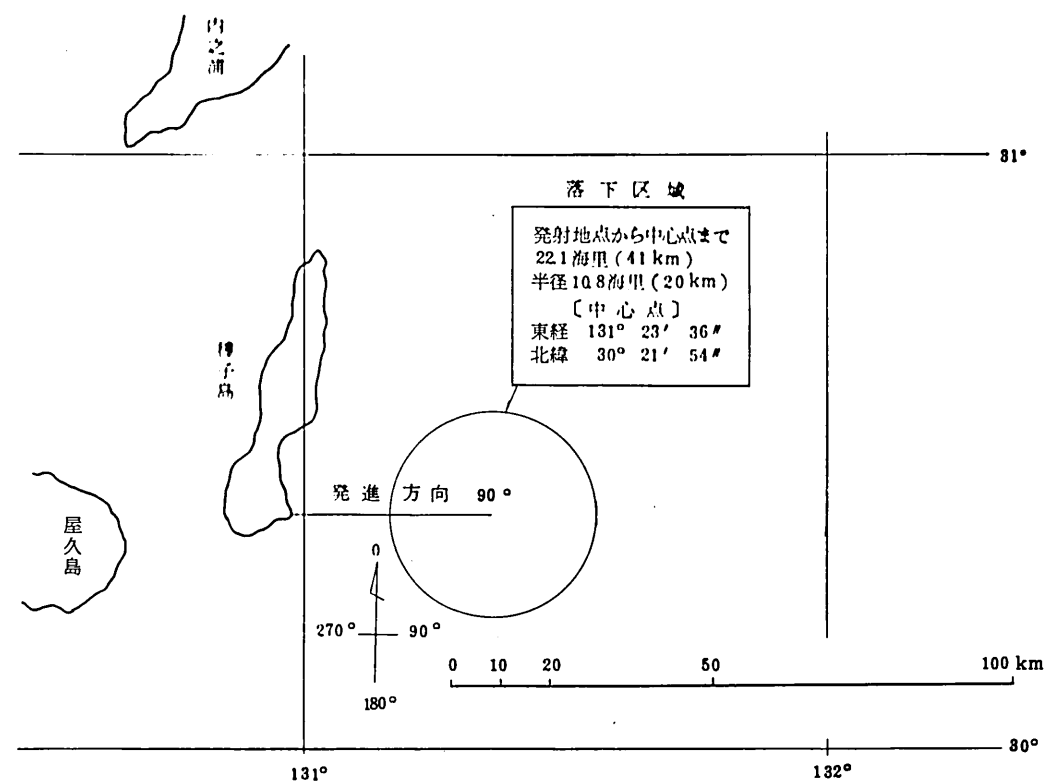 内之浦
31°
落下区域
発射地点から中心点まで
22.1海里(41km)
半径10.8海里(20km)
〔中心点〕
東経 131° 23′ 36″
北緯 30° 21′ 54″
種子島
発進方向 90°
屋久島
0
270° 90°
180°
0 10 20 50 100 km
30°
131° 132°